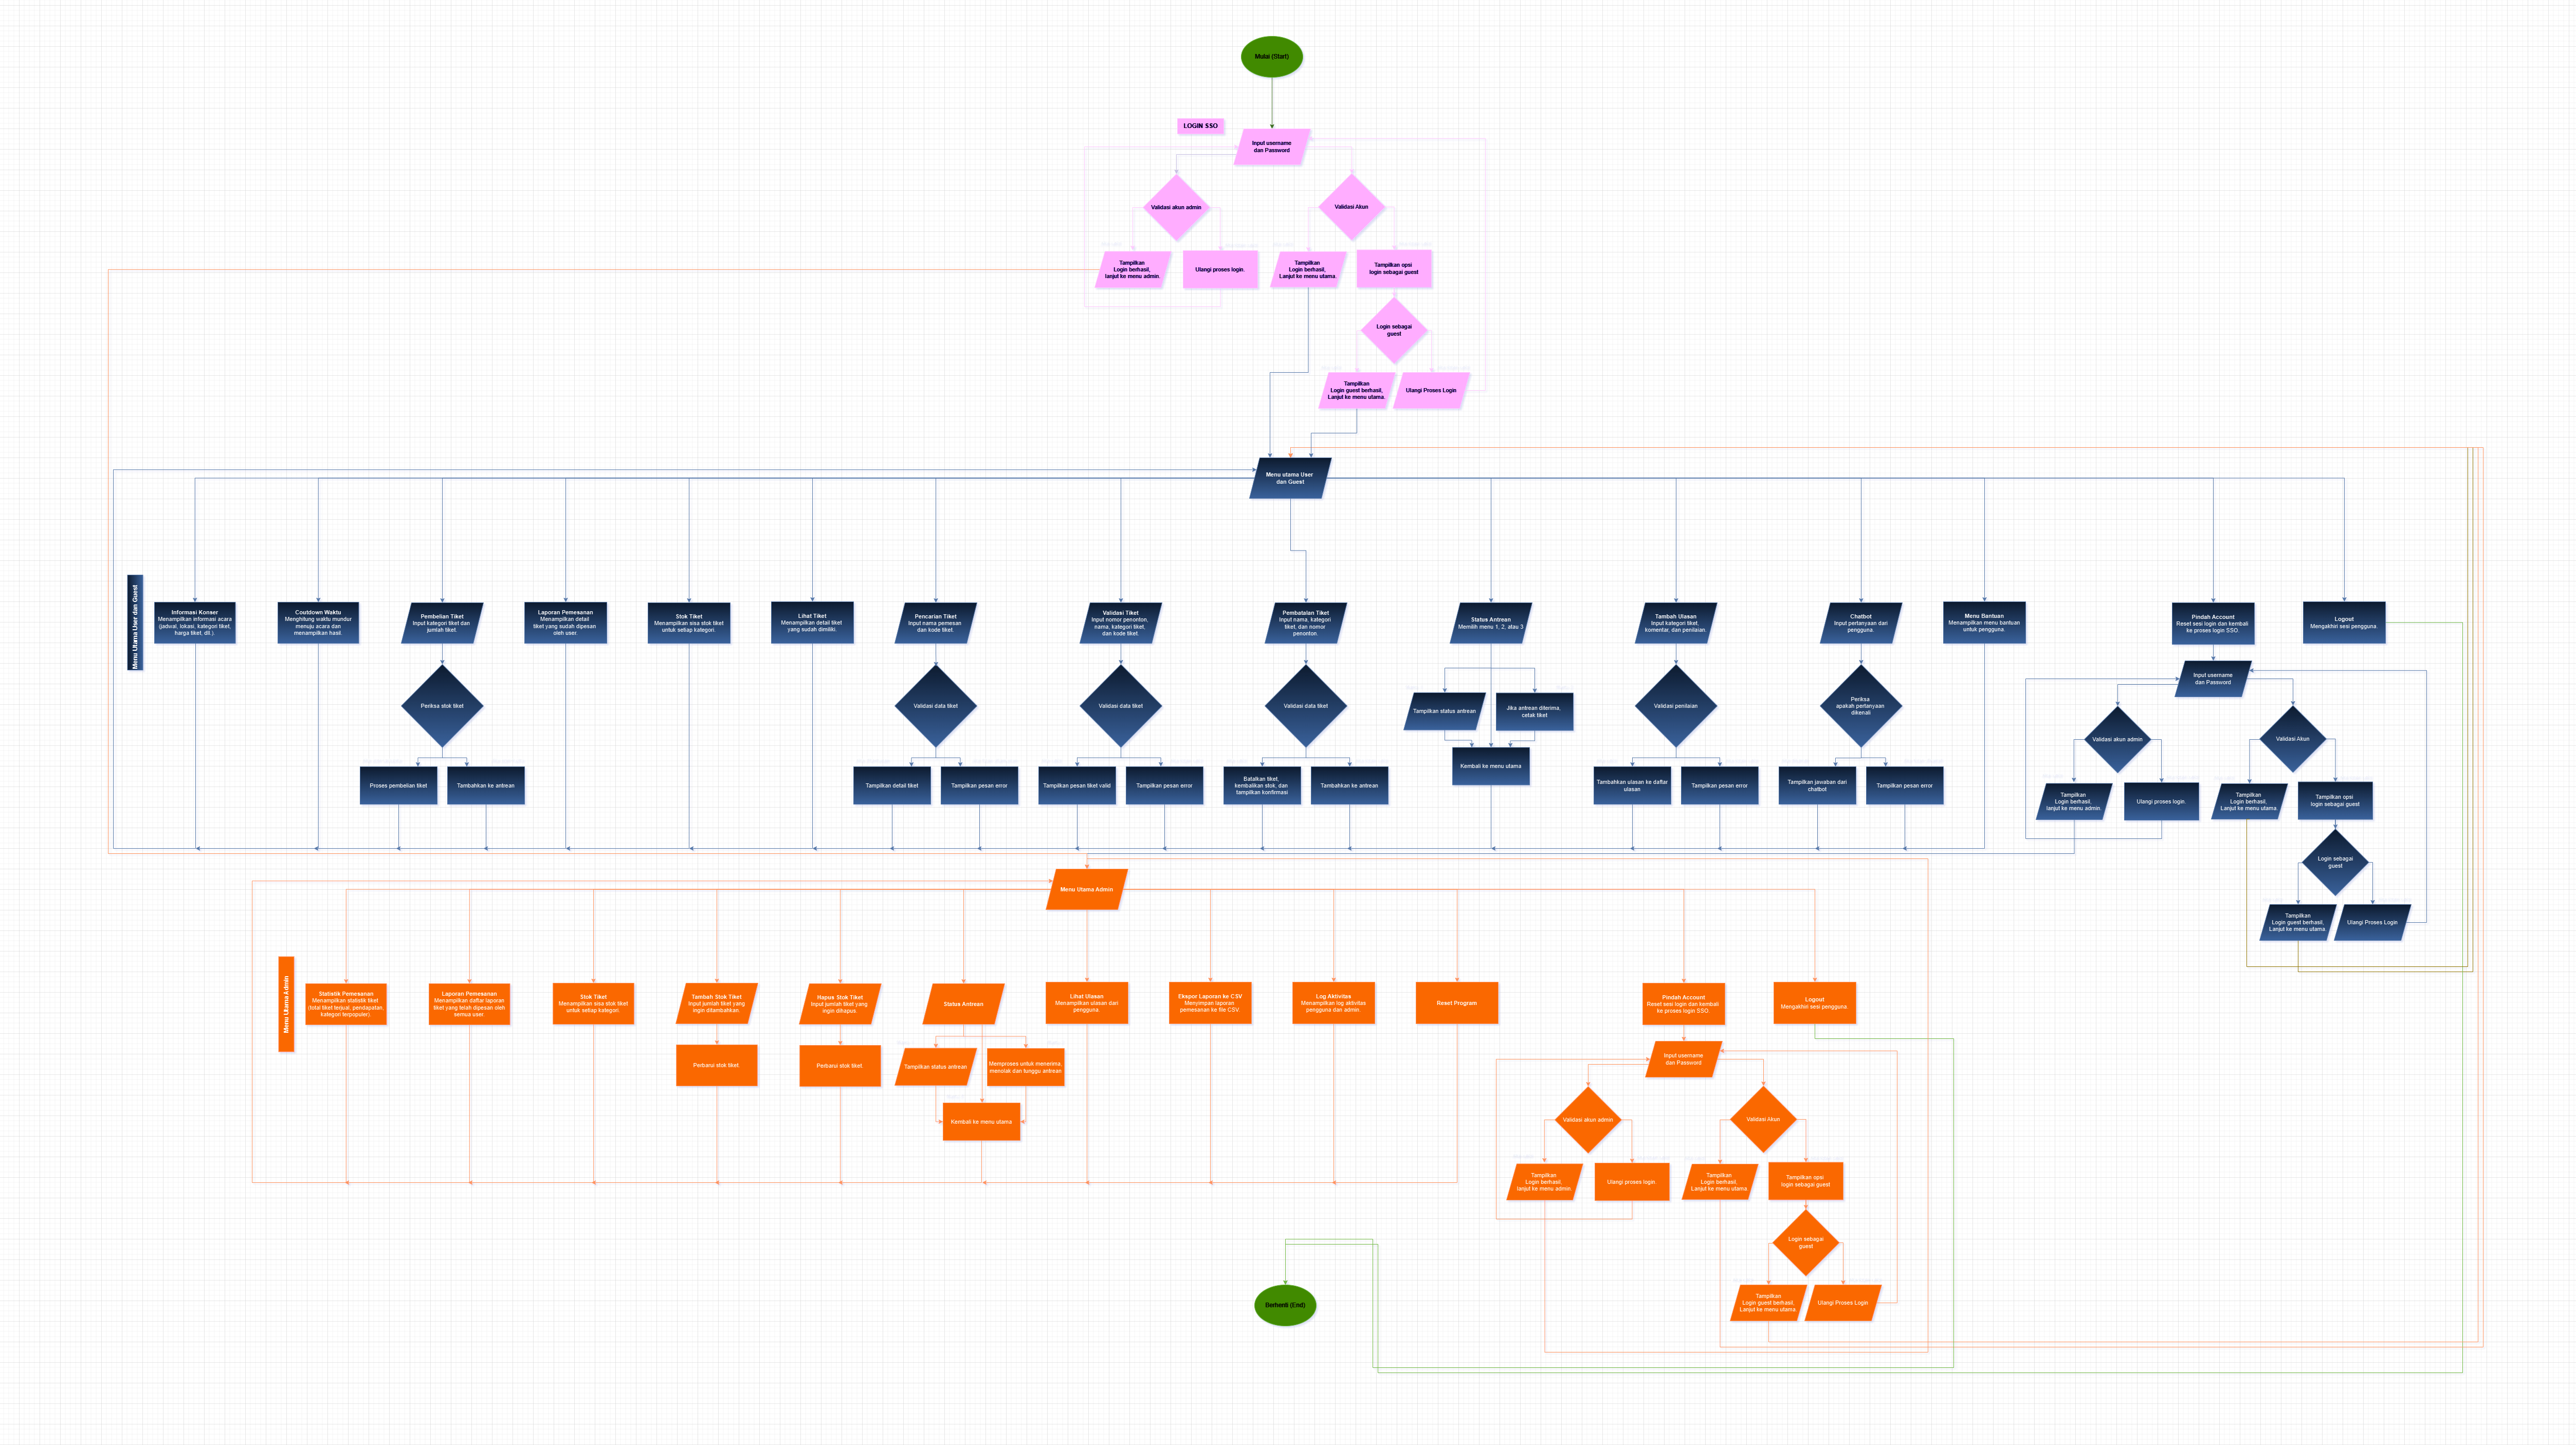 Mulai (Start)
LOGIN SSO
Input username
dan Password
Validasi akun admin
Validasi Akun
Tampilkan
Login berhasil,
lanjut ke menu admin.
Ulangi proses login.
Tampilkan
Login berhasil,
Lanjut ke menu utama.
Tampilkan opsi
login sebagai guest
Login sebagai
guest
Tampilkan
Login guest berhasil,
Lanjut ke menu utama.
Ulangi Proses Login
Menu utama User
dan Guest
Menu Utama User dan Guest
Informasi Konser
Menampilkan informasi acara
(jadwal, lokasi, kategori tiket,
harga tiket, dll.).
Coutdown Waktu
Menghitung waktu mundur
menuju acara dan
menampilkan hasil.
Pembelian Tiket
Input kategori tiket dan
jumlah tiket.
Laporan Pemesanan
Menampilkan detail
tiket yang sudah dipesan
oleh user.
Stok Tiket
Menampilkan sisa stok tiket
untuk setiap kategori.
Lihat Tiket
Menampilkan detail tiket
yang sudah dimiliki.
Pencarian Tiket
Input nama pemesan
dan kode tiket.
Validasi Tiket
Input nomor penonton,
nama, kategori tiket,
dan kode tiket.
Pembatalan Tiket
Input nama, kategori
tiket, dan nomor
penonton.
Status Antrean
Memilih menu 1, 2, atau 3
Tambah Ulasan
Input kategori tiket,
komentar, dan penilaian.
Chatbot
Input pertanyaan dari
pengguna.
Menu Bantuan
Menampilkan menu bantuan
untuk pengguna.
Pindah Account
Reset sesi login dan kembali
ke proses login SSO.
Logout
Mengakhiri sesi pengguna.
Periksa stok tiket
Validasi data tiket
Validasi data tiket
Validasi data tiket
Tampilkan status antrean
Jika antrean diterima,
cetak tiket
Kembali ke menu utama
Validasi penilaian
Periksa
apakah pertanyaan
dikenali
Proses pembelian tiket
Tambahkan ke antrean
Tampilkan detail tiket
Tampilkan pesan error
Tampilkan pesan tiket valid
Tampilkan pesan error
Batalkan tiket,
kembalikan stok, dan
tampilkan konfirmasi
Tambahkan ke antrean
Tambahkan ulasan ke daftar
ulasan
Tampilkan pesan error
Tampilkan jawaban dari
chatbot
Tampilkan pesan error
Input username
dan Password
Validasi akun admin
Validasi Akun
Tampilkan
Login berhasil,
lanjut ke menu admin.
Ulangi proses login.
Tampilkan
Login berhasil,
Lanjut ke menu utama.
Tampilkan opsi
login sebagai guest
Login sebagai
guest
Tampilkan
Login guest berhasil,
Lanjut ke menu utama.
Ulangi Proses Login
Menu Utama Admin
Menu Utama Admin
Statistik Pemesanan
Menampilkan statistik tiket
(total tiket terjual, pendapatan,
kategori terpopuler).
Laporan Pemesanan
Menampilkan daftar laporan
tiket yang telah dipesan oleh
semua user.
Stok Tiket
Menampilkan sisa stok tiket
untuk setiap kategori.
Tambah Stok Tiket
Input jumlah tiket yang
ingin ditambahkan.
Hapus Stok Tiket
Input jumlah tiket yang
ingin dihapus.
Status Antrean
Lihat Ulasan
Menampilkan ulasan dari
pengguna.
Ekspor Laporan ke CSV
Menyimpan laporan
pemesanan ke file CSV.
Log Aktivitas
Menampilkan log aktivitas
pengguna dan admin.
Reset Program
Pindah Account
Reset sesi login dan kembali
ke proses login SSO.
Logout
Mengakhiri sesi pengguna.
Perbarui stok tiket
Perbarui stok tiket
Tampilkan status antrean
Memproses untuk menerima,
menolak dan tunggu antrean
Kembali ke menu utama
Input username
dan Password
Validasi akun admin
Validasi Akun
Tampilkan
Login berhasil,
lanjut ke menu admin.
Ulangi proses login
Tampilkan
Login berhasil,
Lanjut ke menu utama.
Tampilkan opsi
login sebagai guest
Login sebagai
guest
Tampilkan
Login guest berhasil,
Lanjut ke menu utama.
Ulangi Proses Login
Berhenti (End)